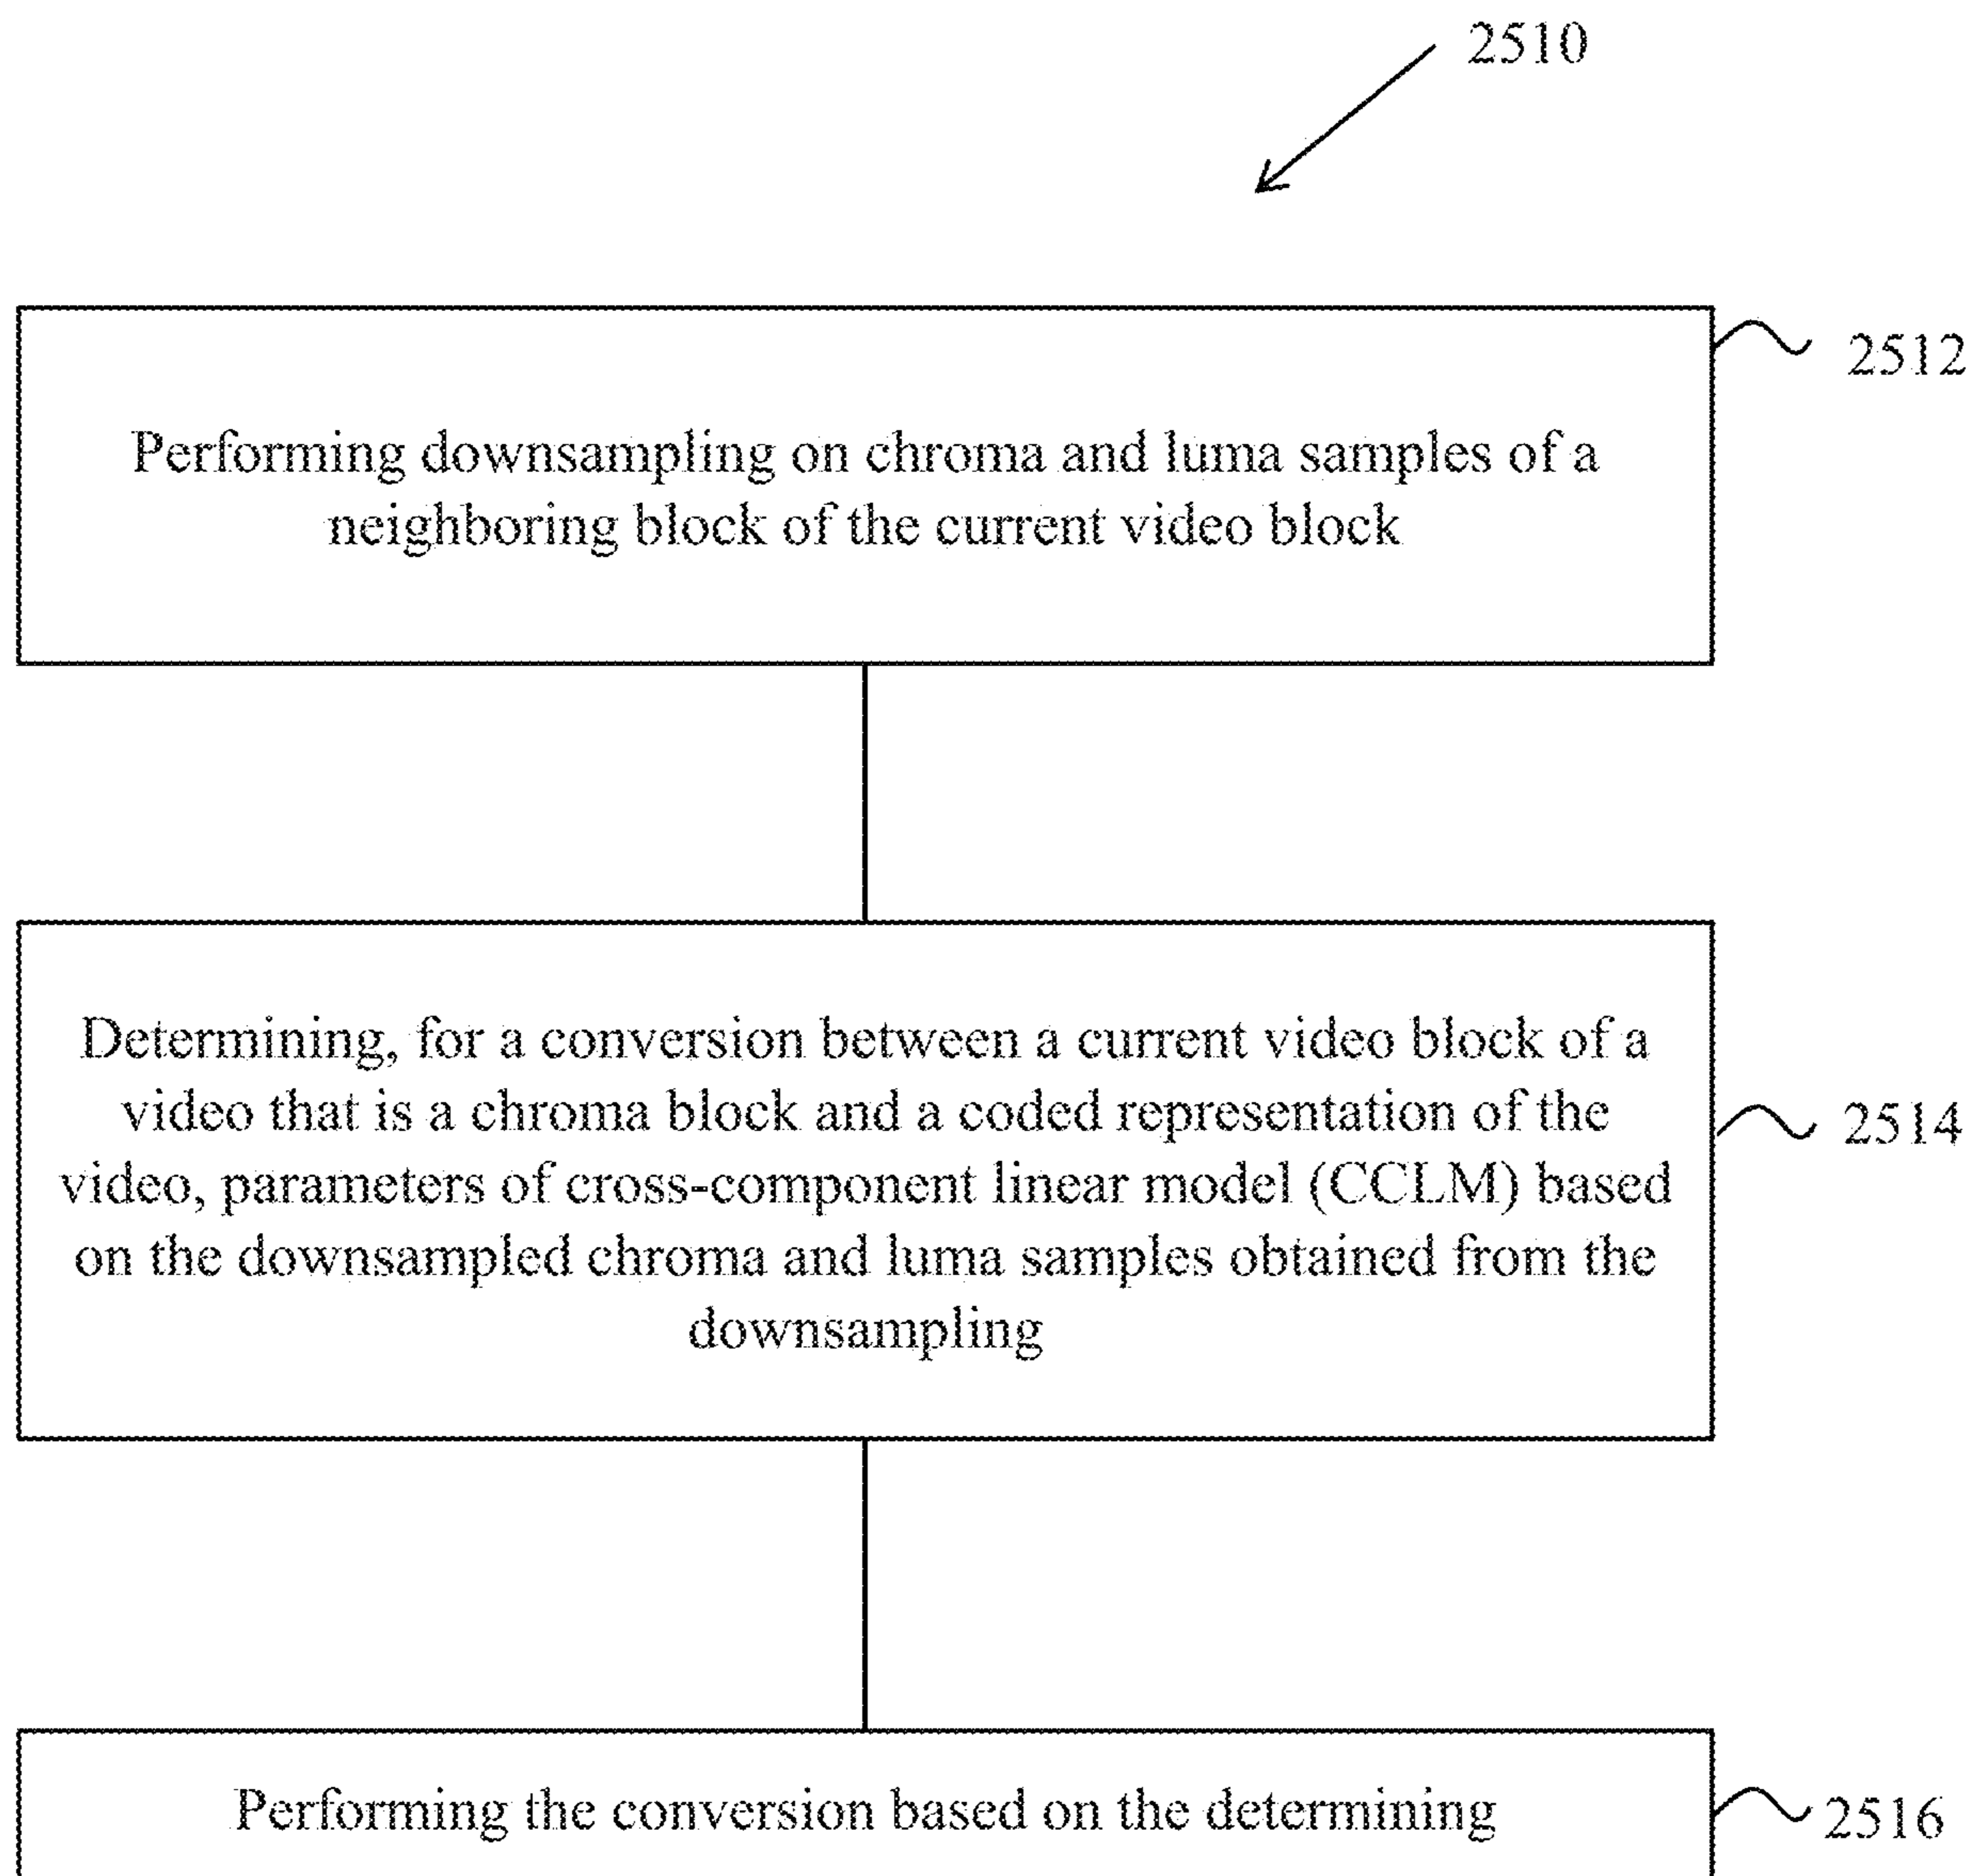 2510
2512
Performing downsampling on chroma and luma samples of a
neighboring block of the current video block
Determining, for a conversion between a current video block of a
video that is a chroma block and a coded representation of the
video, parameters of cross-component linear model (CCLM) based
on the downsampled chroma and luma samples obtained from the
downsampling
2514
Performing the conversion based on the determining
2516